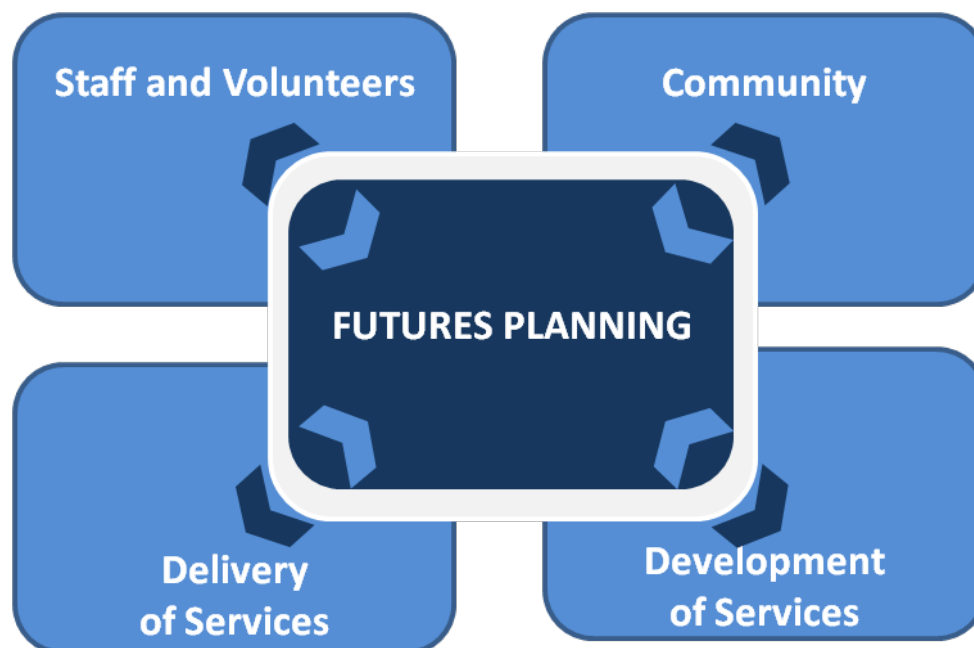 Staff and Volunteers
Community
FUTURES PLANNING
Delivery
of Services
Development
of Services